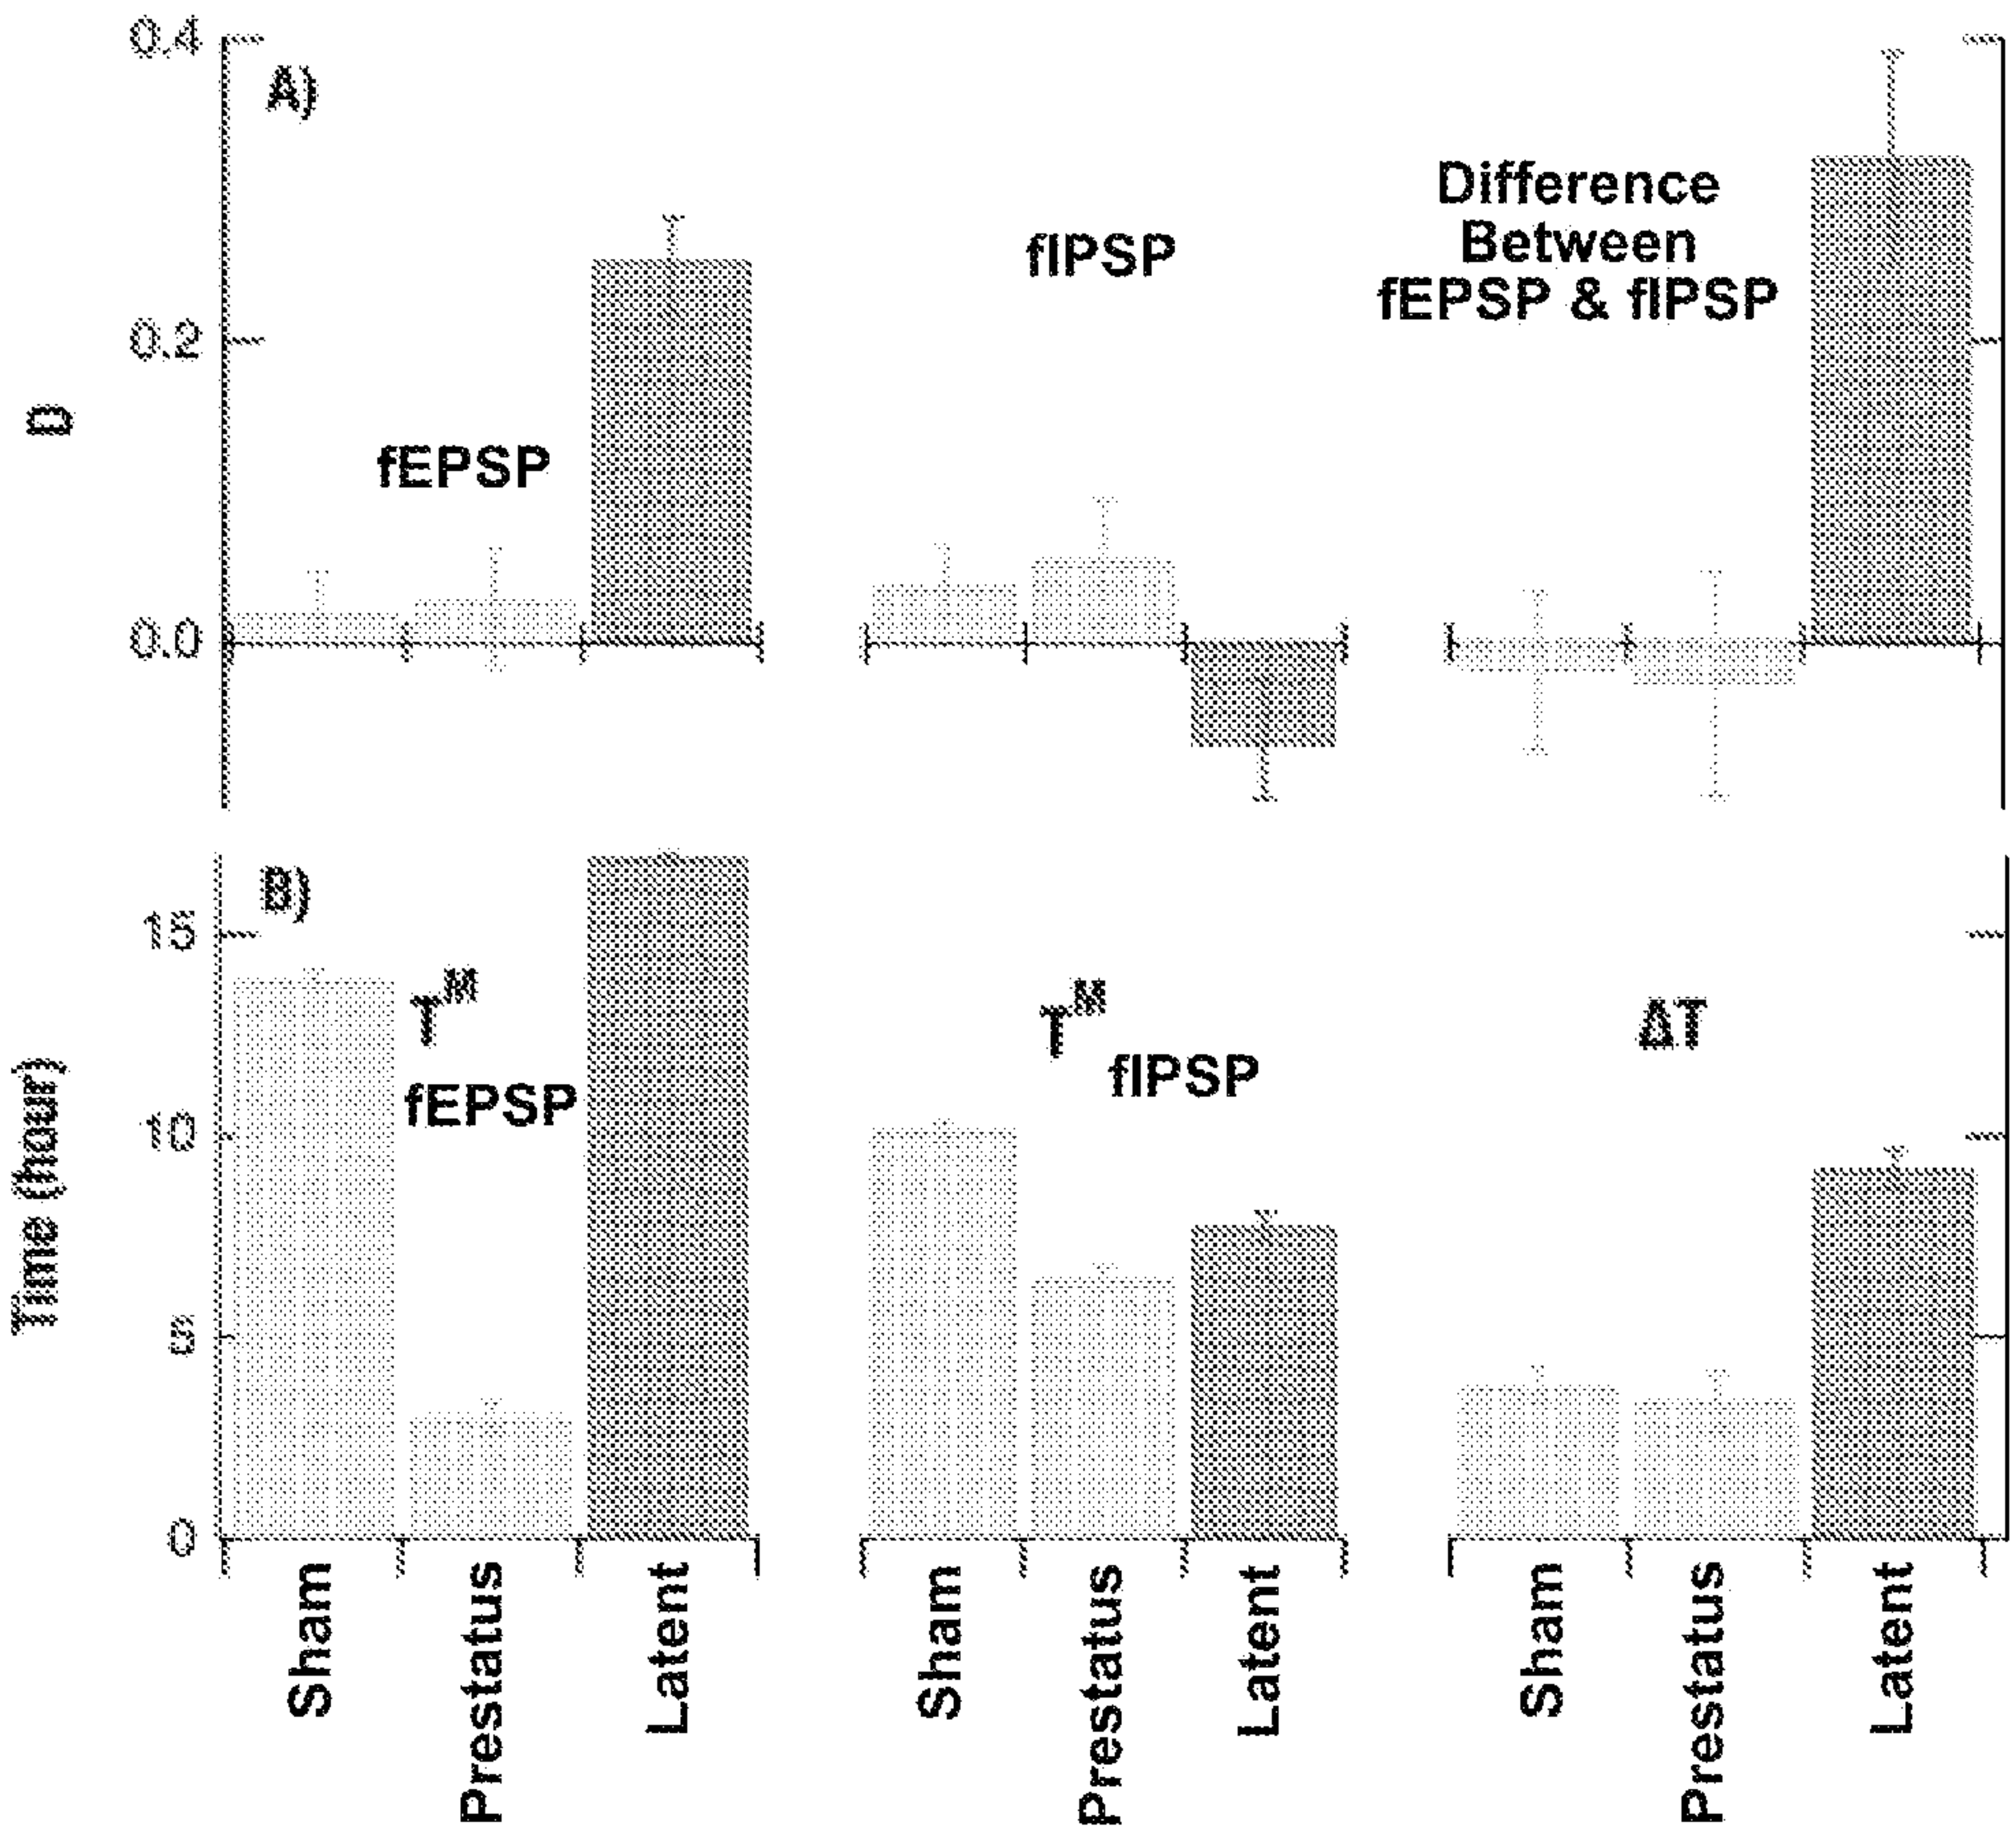 0.4
A)
Difference
Between
fEPSP & fIPSP
fIPSP
0.2
D
fEPSP
0.0
B)
15
T^M
fEPSP
T^M
fIPSP
ΔT
10
Time (hour)
5
0
Sham
Prestatus
Latent
Sham
Prestatus
Latent
Sham
Prestatus
Latent